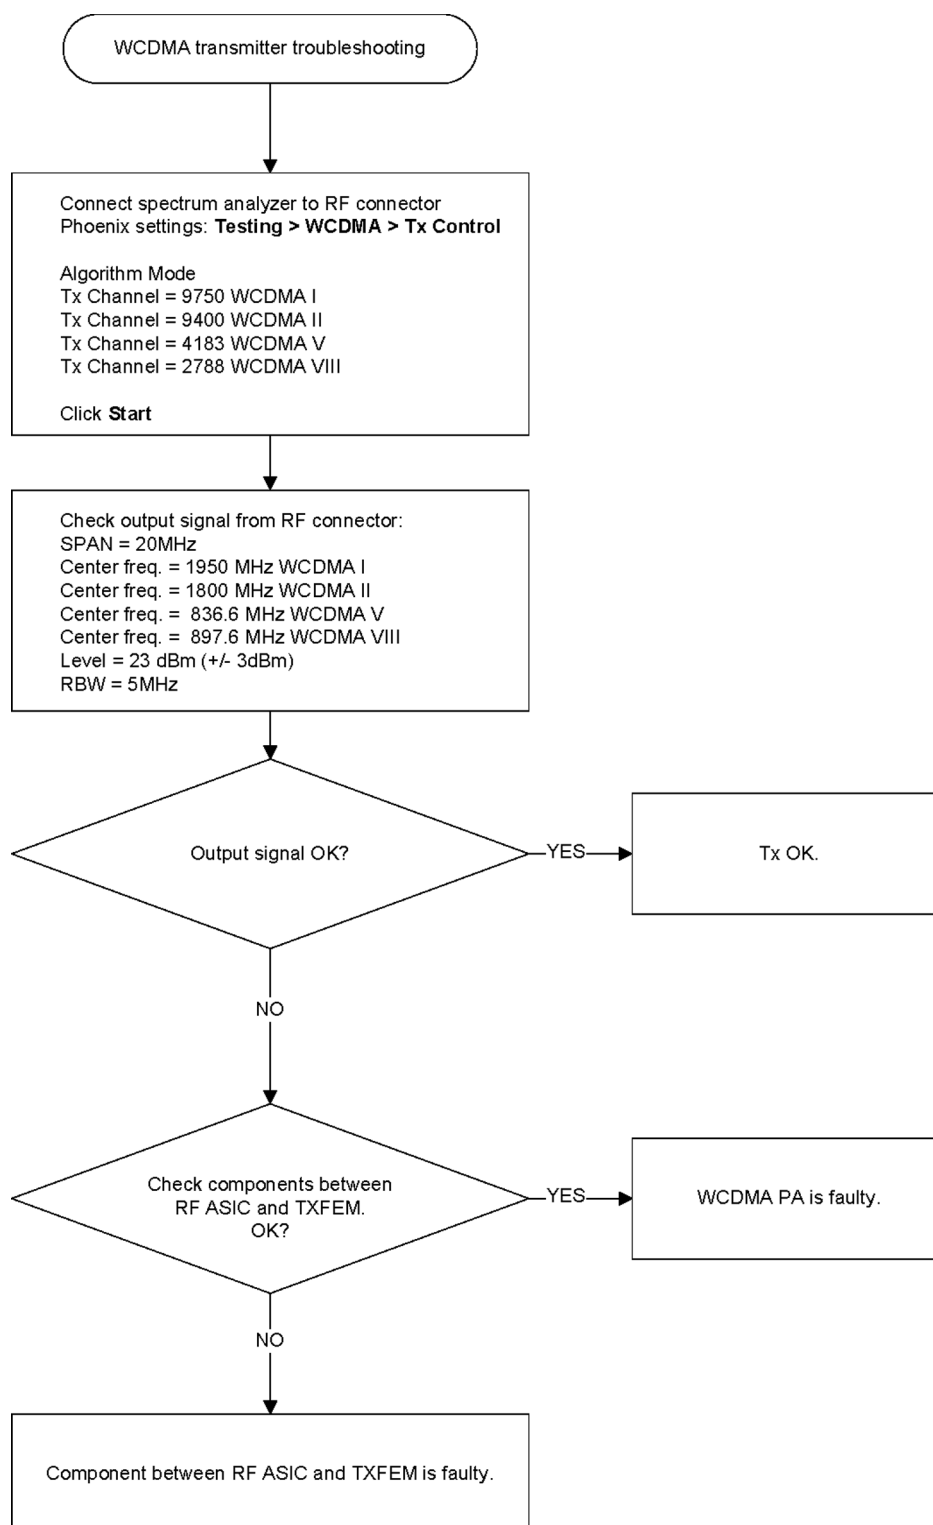 WCDMA transmitter troubleshooting
Connect spectrum analyzer to RF connector
Phoenix settings: Testing > WCDMA > Tx Control
Algorithm Mode
Tx Channel = 9750 WCDMA I
Tx Channel = 9400 WCDMA II
Tx Channel = 4183 WCDMA V
Tx Channel = 2788 WCDMA VIII
Click Start
Check output signal from RF connector:
SPAN = 20MHz
Center freq. = 1950 MHz WCDMA I
Center freq. = 1800 MHz WCDMA II
Center freq. =  836.6 MHz WCDMA V
Center freq. =  897.6 MHz WCDMA VIII
Level = 23 dBm (+/- 3dBm)
RBW = 5MHz
Output signal OK?
YES
Tx OK.
NO
Check components between
RF ASIC and TXFEM.
OK?
YES
WCDMA PA is faulty.
NO
Component between RF ASIC and TXFEM is faulty.